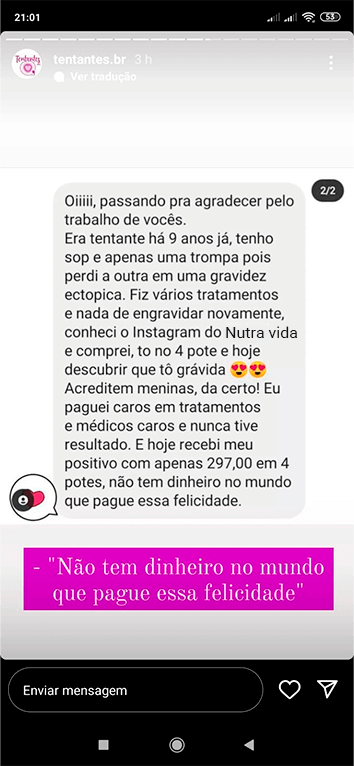 21:01
53
Tentantes
tentantes.br 3 h
Ver tradução
2/2
Oiiiii, passando pra agradecer pelo
trabalho de vocês.
Era tentante há 9 anos já, tenho
sop e apenas uma trompa pois
perdi a outra em uma gravidez
ectopica. Fiz vários tratamentos
e nada de engravidar novamente,
conheci o Instagram do Nutra vida
e comprei, to no 4 pote e hoje
descubrir que tô grávida 😍😍
Acreditem meninas, da certo! Eu
paguei caros em tratamentos
e médicos caros e nunca tive
resultado. E hoje recebi meu
positivo com apenas 297,00 em 4
potes, não tem dinheiro no mundo
que pague essa felicidade.
- "Não tem dinheiro no mundo
que pague essa felicidade"
Enviar mensagem